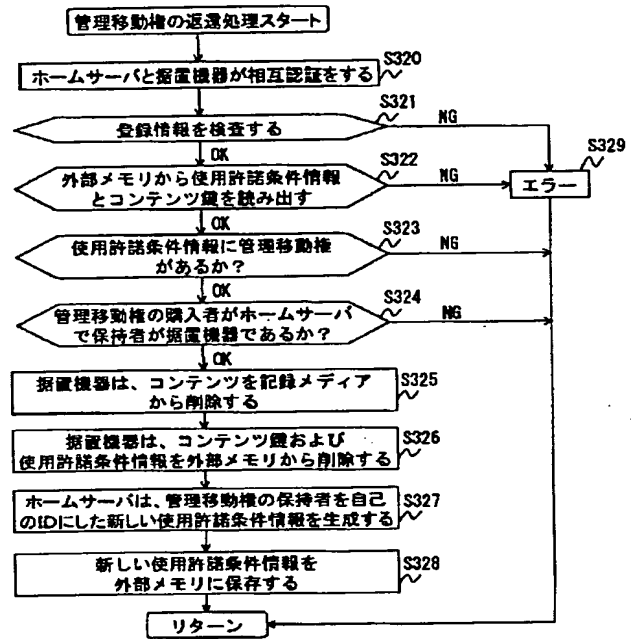 管理移動権の返還処理スタート
S320
ホームサーバと据置機器が相互認証をする
S321
登録情報を検査する
NG
OK
S329
エラー
S322
外部メモリから使用許諾条件情報
とコンテンツ鍵を読み出す
NG
OK
S323
使用許諾条件情報に管理移動権
があるか?
NG
OK
S324
管理移動権の購入者がホームサーバ
で保持者が据置機器であるか?
NG
OK
S325
据置機器は、コンテンツを記録メディア
から削除する
S326
据置機器は、コンテンツ鍵および
使用許諾条件情報を外部メモリから削除する
S327
ホームサーバは、管理移動権の保持者を自己
のIDにした新しい使用許諾条件情報を生成する
S328
新しい使用許諾条件情報を
外部メモリに保存する
リターン